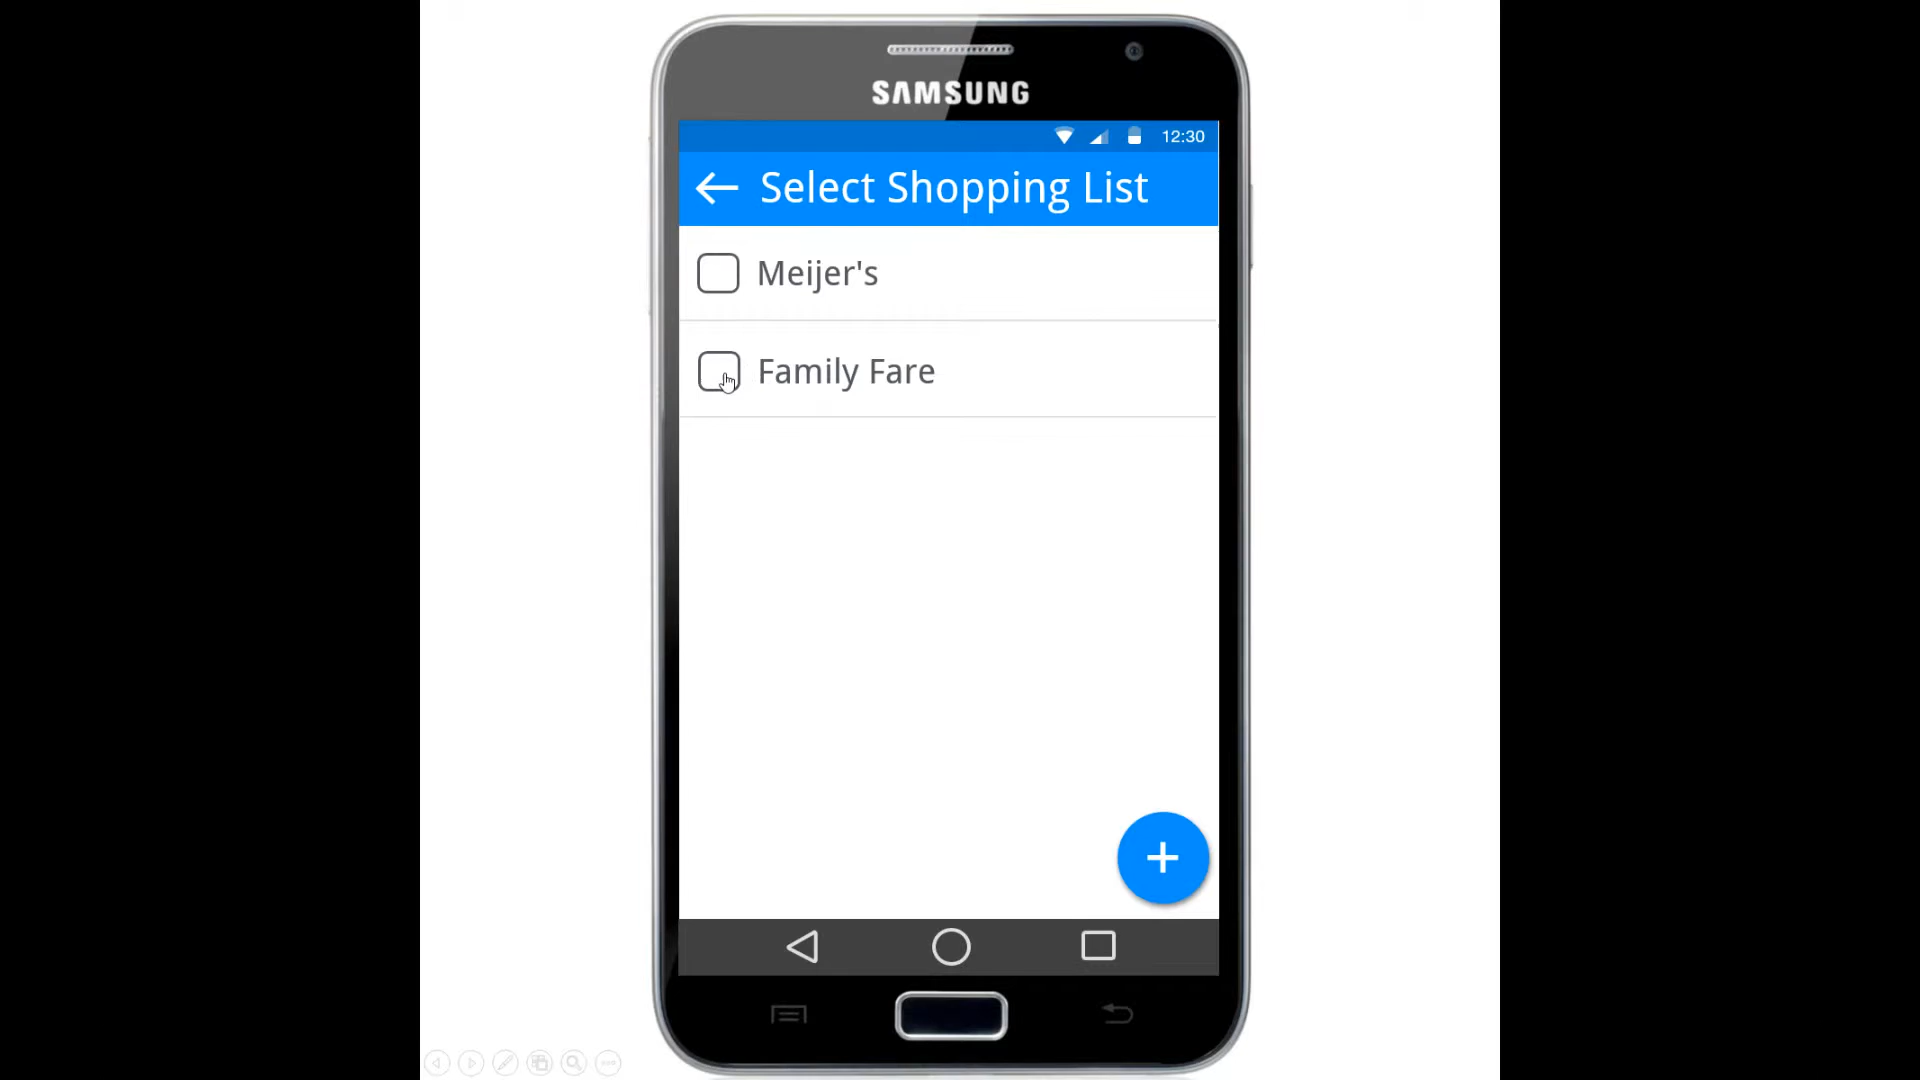 SAMSUNG
12:30
Select Shopping List
Meijer's
Family Fare
+